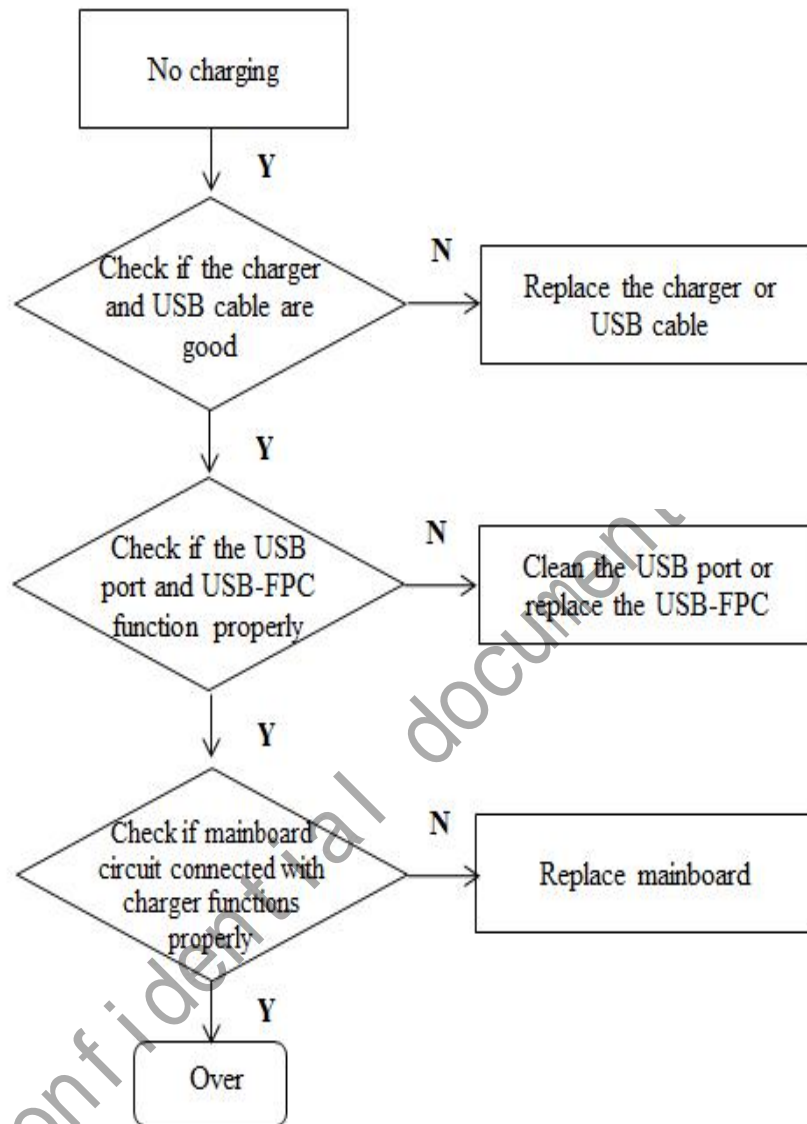 No charging
Y
Check if the charger
and USB cable are
good
N
Replace the charger or
USB cable
Y
Check if the USB
port and USB-FPC
function properly
N
Clean the USB port or
replace the USB-FPC
Y
Check if mainboard
circuit connected with
charger functions
properly
N
Replace mainboard
Y
Over
onfidential document